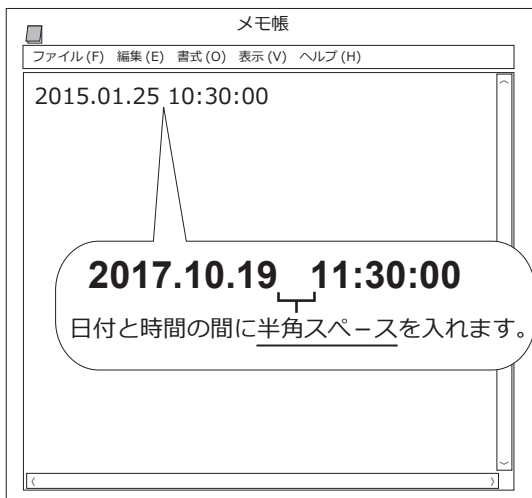 メモ帳
ファイル (F) 編集 (E) 書式 (O) 表示 (V) ヘルプ (H)
2015.01.25 10:30:00
2017.10.19 11:30:00
日付と時間の間に半角スペースを入れます。